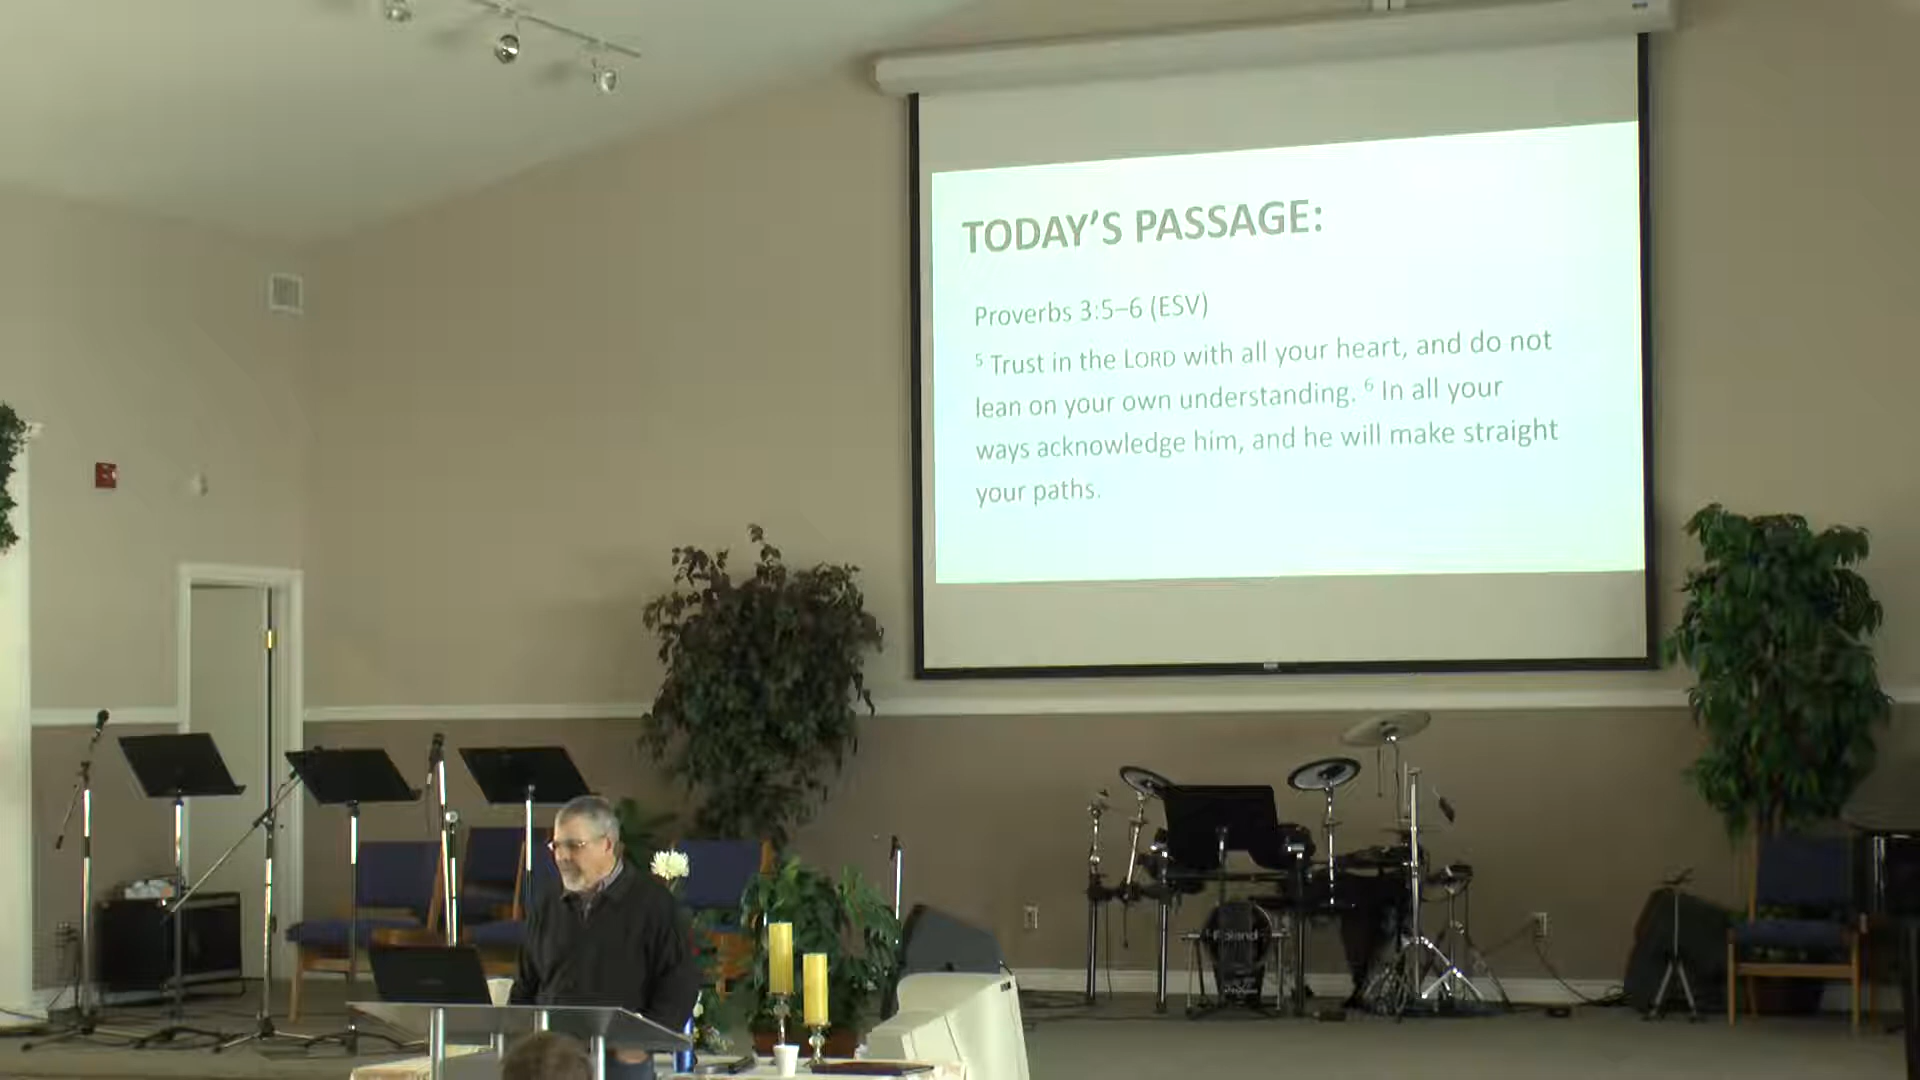 TODAY'S PASSAGE:
Proverbs 3:5–6 (ESV)
⁵ Trust in the LORD with all your heart, and do not
lean on your own understanding. ⁶ In all your
ways acknowledge him, and he will make straight
your paths.
Roland